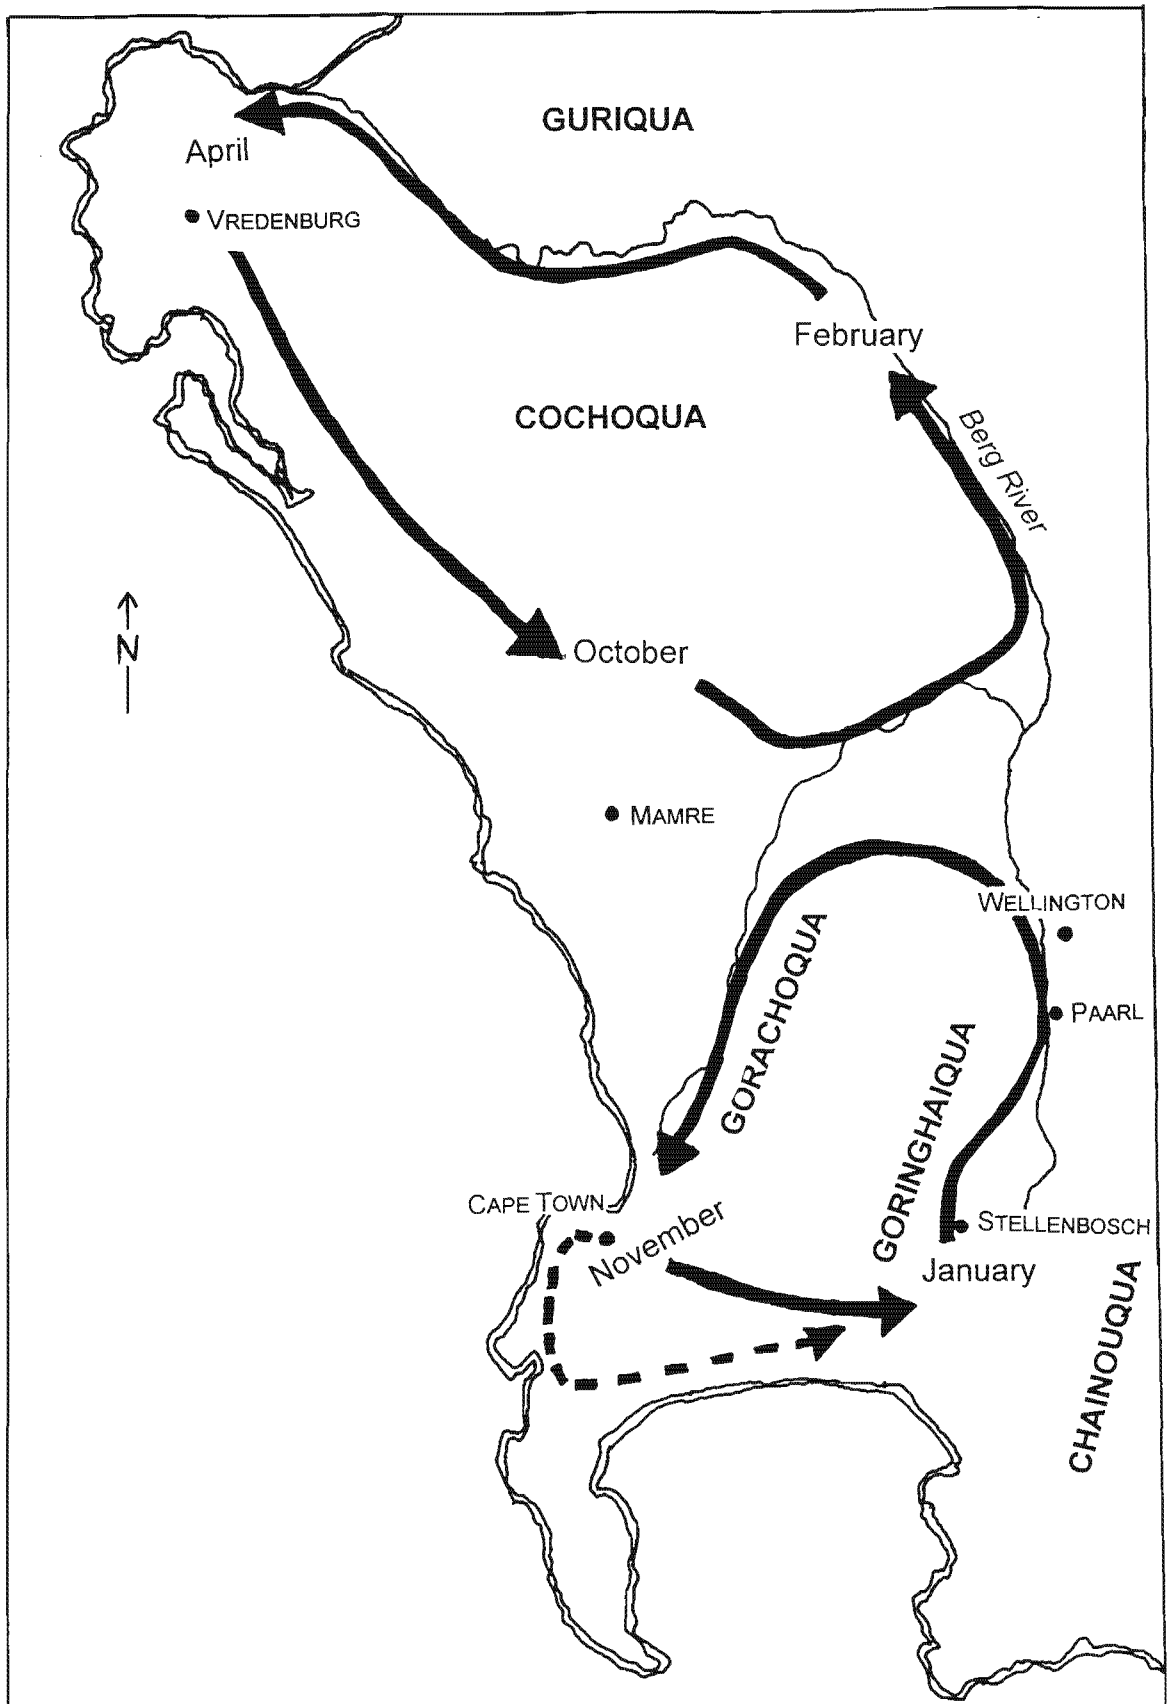 GURIQUA
April
VREDENBURG
February
COCHOQUA
Berg River
N
October
MAMRE
WELLINGTON
GORACHOQUA
PAARL
GORINGHAIQUA
CAPE TOWN
November
STELLENBOSCH
January
CHAINOUQUA